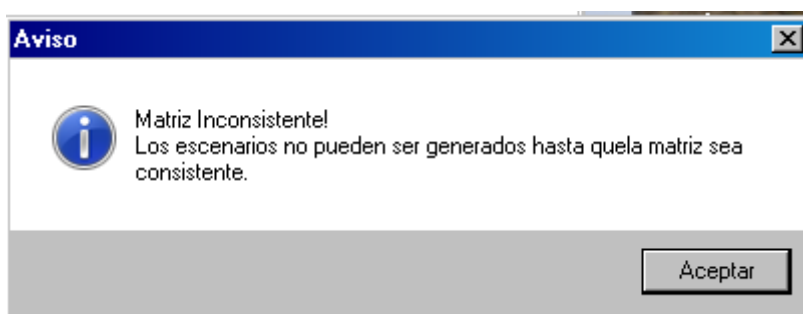 Aviso
Matriz Inconsistente!
Los escenarios no pueden ser generados hasta quela matriz sea
consistente.
Aceptar